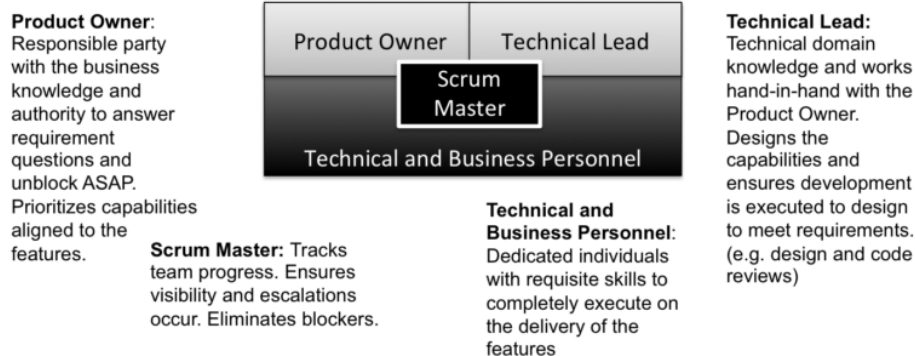 Product Owner:
Responsible party
with the business
knowledge and
authority to answer
requirement
questions and
unblock ASAP.
Prioritizes capabilities
aligned to the
features.
Product Owner
Technical Lead
Scrum
Master
Technical and Business Personnel
Technical Lead:
Technical domain
knowledge and works
hand-in-hand with the
Product Owner.
Designs the
capabilities and
ensures development
is executed to design
to meet requirements.
(e.g. design and code
reviews)
Scrum Master: Tracks
team progress. Ensures
visibility and escalations
occur. Eliminates blockers.
Technical and
Business Personnel:
Dedicated individuals
with requisite skills to
completely execute on
the delivery of the
features